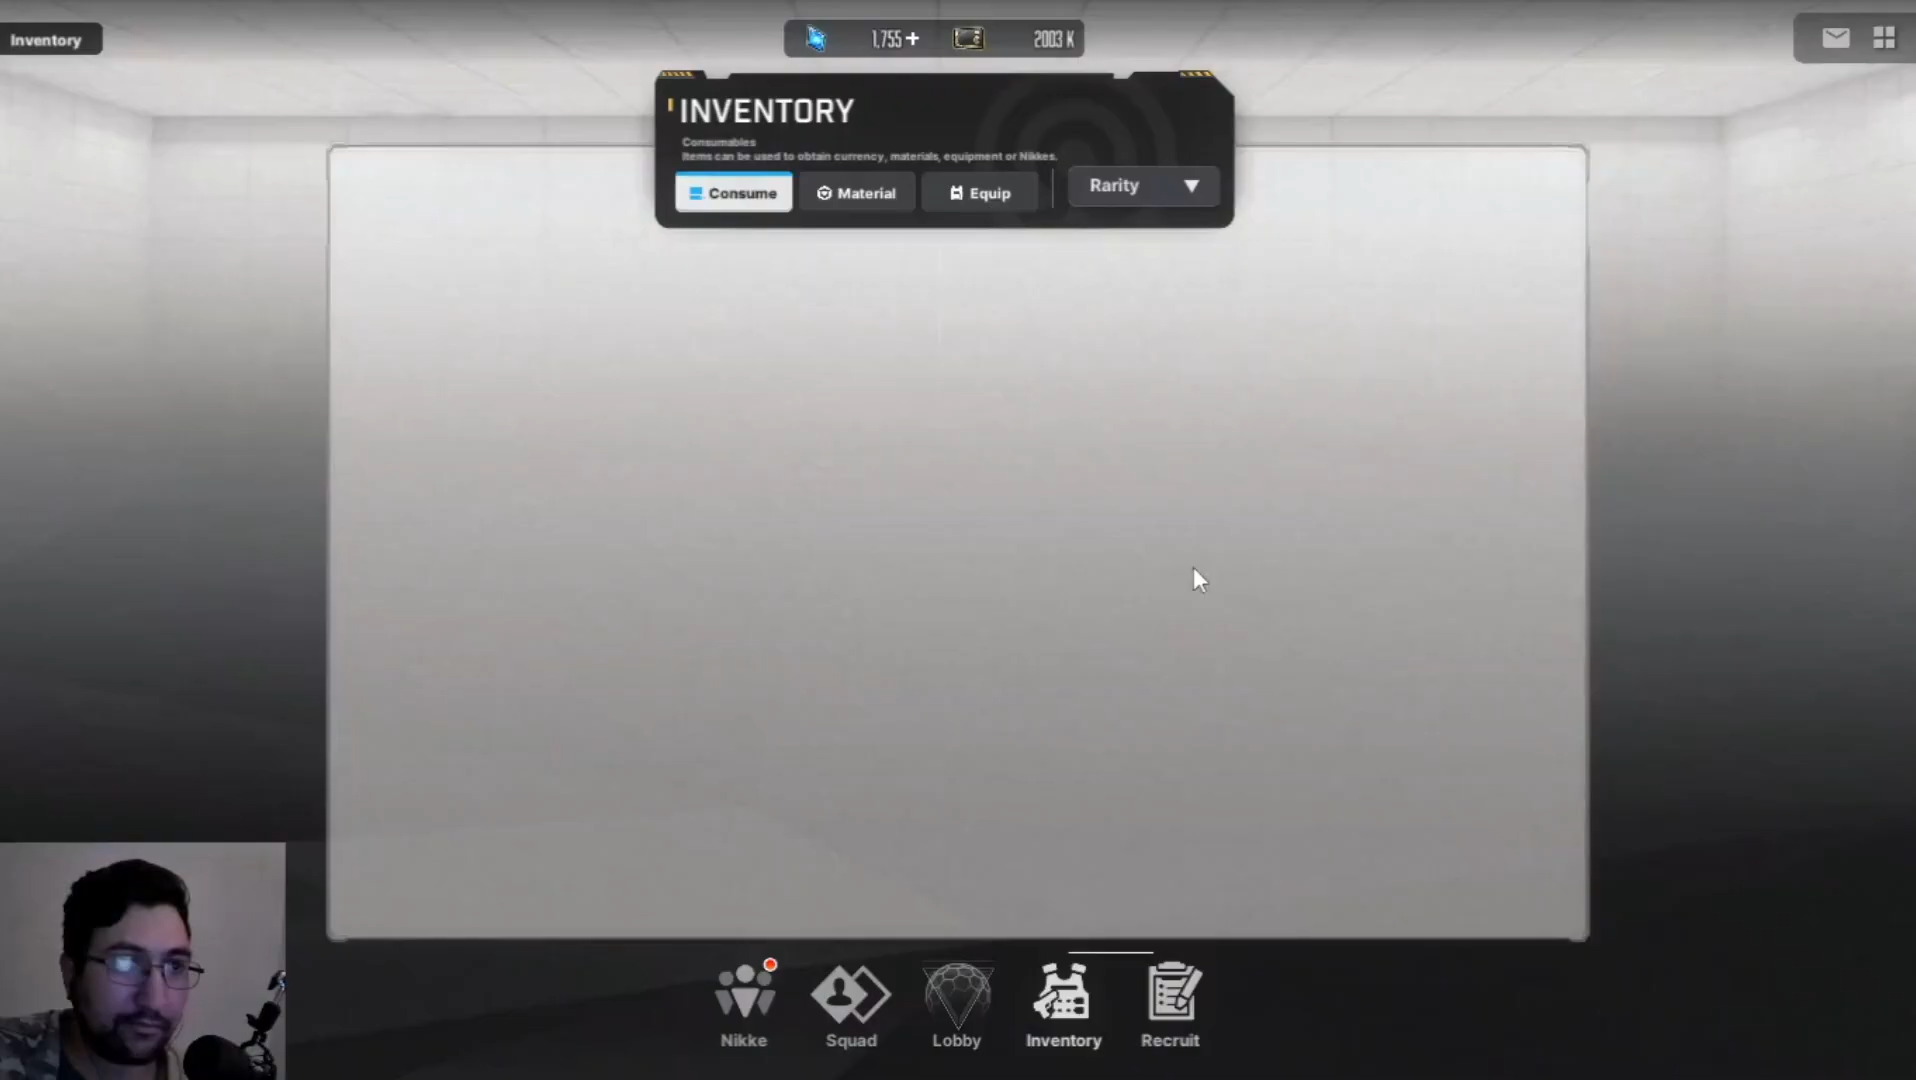 Inventory
1,755 +
2003 K
INVENTORY
Consumables
Items can be used to obtain currency, materials, equipment or Nikkes.
Consume
Material
Equip
Rarity
Nikke
Squad
Lobby
Inventory
Recruit